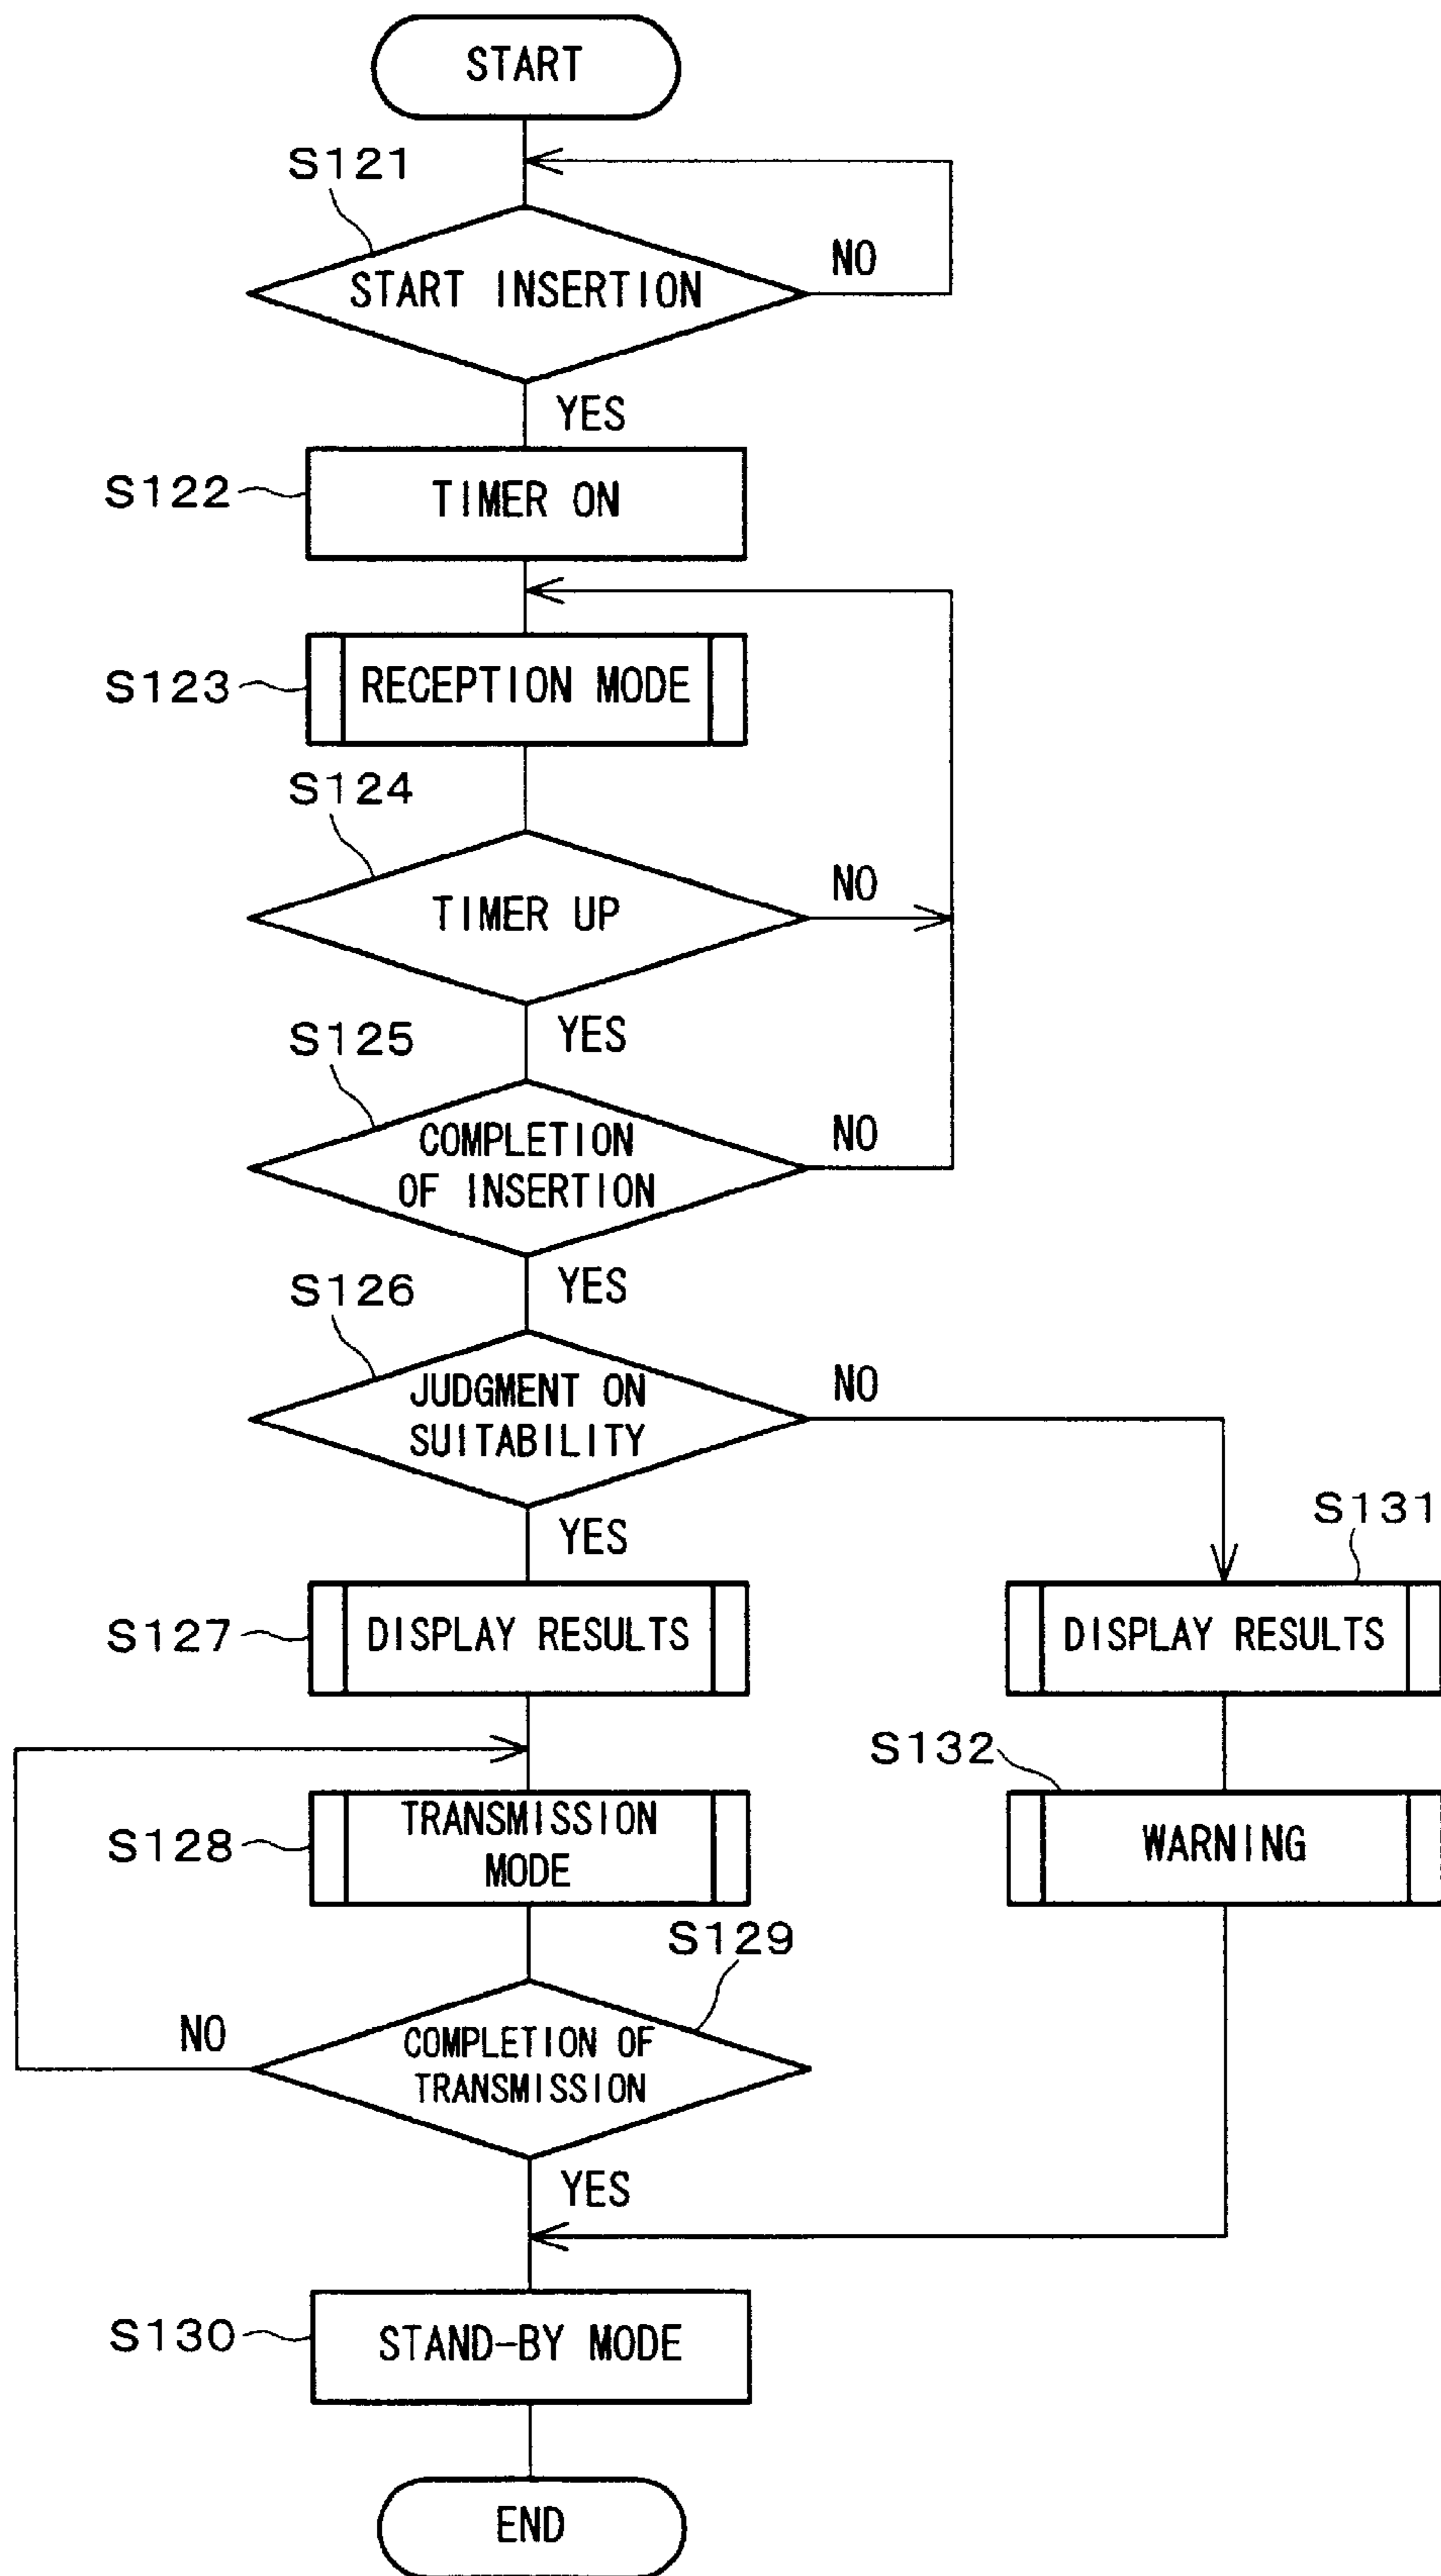 START
S121
START INSERTION
NO
YES
S122
TIMER ON
S123
RECEPTION MODE
S124
TIMER UP
NO
YES
S125
COMPLETION
OF INSERTION
NO
YES
S126
JUDGMENT ON
SUITABILITY
NO
YES
S131
S127
DISPLAY RESULTS
DISPLAY RESULTS
S132
S128
TRANSMISSION
MODE
WARNING
S129
NO
COMPLETION OF
TRANSMISSION
YES
S130
STAND-BY MODE
END